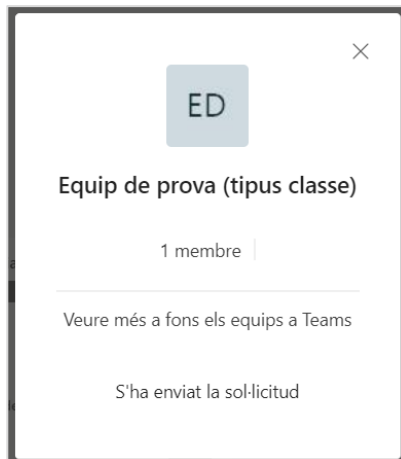 ED
Equip de prova (tipus classe)
1 membre
Veure més a fons els equips a Teams
S'ha enviat la sol·licitud